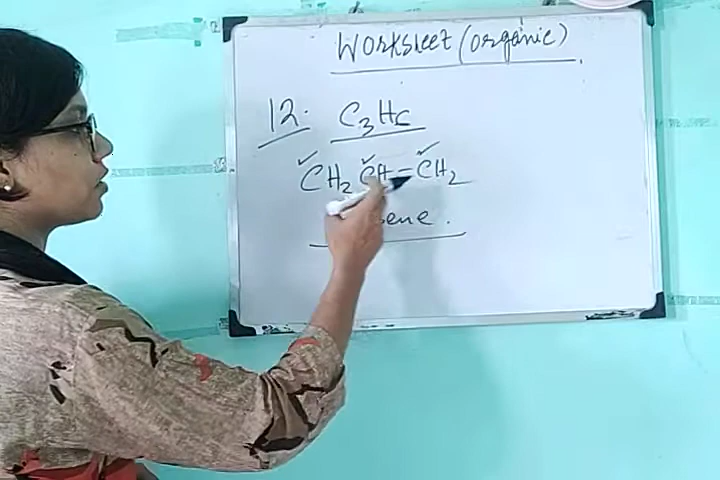 Worksheet (organic)
12. C₃H₆
CH₂ CH = CH₂